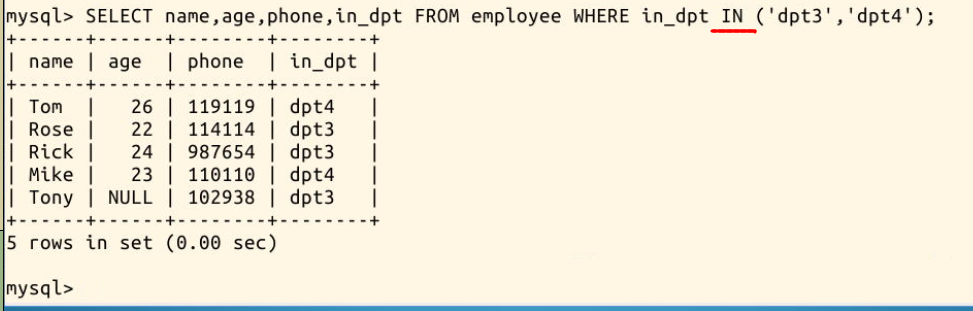 mysql> SELECT name,age,phone,in_dpt FROM employee WHERE in_dpt IN ('dpt3','dpt4');
+------+------+--------+--------+
| name | age  | phone  | in_dpt |
+------+------+--------+--------+
| Tom  |   26 | 119119 | dpt4   |
| Rose |   22 | 114114 | dpt3   |
| Rick |   24 | 987654 | dpt3   |
| Mike |   23 | 110110 | dpt4   |
| Tony | NULL | 102938 | dpt3   |
+------+------+--------+--------+
5 rows in set (0.00 sec)
mysql>